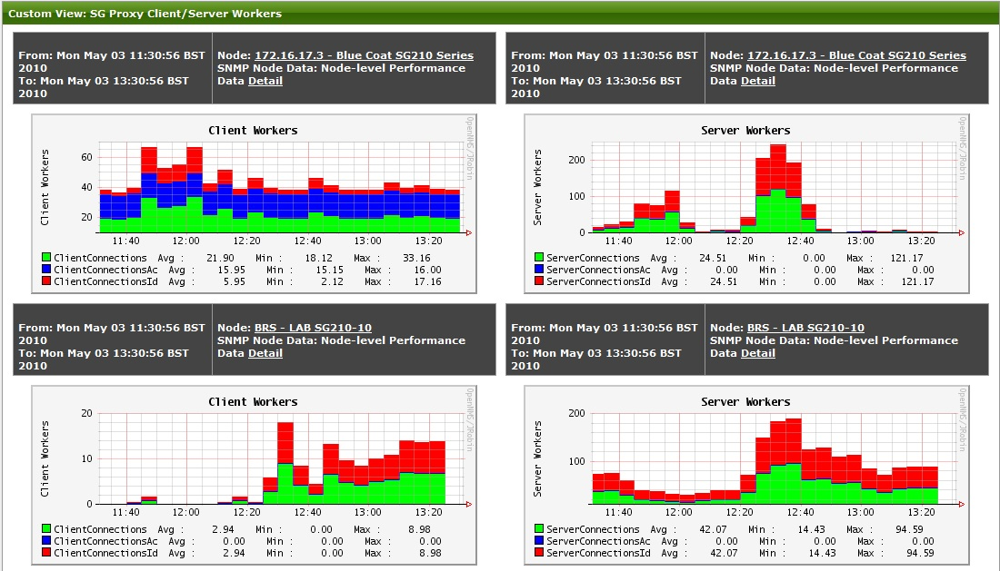 Custom View: SG Proxy Client/Server Workers
From: Mon May 03 11:30:56 BST
2010
To: Mon May 03 13:30:56 BST
2010
Node: 172.16.17.3 - Blue Coat SG210 Series
SNMP Node Data: Node-level Performance
Data Detail
From: Mon May 03 11:30:56 BST
2010
To: Mon May 03 13:30:56 BST
2010
Node: 172.16.17.3 - Blue Coat SG210 Series
SNMP Node Data: Node-level Performance
Data Detail
Client Workers
OpenNMS/JRobin
Client Workers
60
40
20
11:40 12:00 12:20 12:40 13:00 13:20
ClientConnections Avg : 21.90 Min : 18.12 Max : 33.16
ClientConnectionsAc Avg : 15.95 Min : 15.15 Max : 16.00
ClientConnectionsId Avg : 5.95 Min : 2.12 Max : 17.16
Server Workers
OpenNMS/JRobin
Server Workers
200
100
0
11:40 12:00 12:20 12:40 13:00 13:20
ServerConnections Avg : 24.51 Min : 0.00 Max : 121.17
ServerConnectionsAc Avg : 0.00 Min : 0.00 Max : 0.00
ServerConnectionsId Avg : 24.51 Min : 0.00 Max : 121.17
From: Mon May 03 11:30:56 BST
2010
To: Mon May 03 13:30:56 BST
2010
Node: BRS - LAB SG210-10
SNMP Node Data: Node-level Performance
Data Detail
From: Mon May 03 11:30:56 BST
2010
To: Mon May 03 13:30:56 BST
2010
Node: BRS - LAB SG210-10
SNMP Node Data: Node-level Performance
Data Detail
Client Workers
OpenNMS/JRobin
Client Workers
20
10
0
11:40 12:00 12:20 12:40 13:00 13:20
ClientConnections Avg : 2.94 Min : 0.00 Max : 8.98
ClientConnectionsAc Avg : 0.00 Min : 0.00 Max : 0.00
ClientConnectionsId Avg : 2.94 Min : 0.00 Max : 8.98
Server Workers
OpenNMS/JRobin
Server Workers
200
100
0
11:40 12:00 12:20 12:40 13:00 13:20
ServerConnections Avg : 42.07 Min : 14.43 Max : 94.59
ServerConnectionsAc Avg : 0.00 Min : 0.00 Max : 0.00
ServerConnectionsId Avg : 42.07 Min : 14.43 Max : 94.59